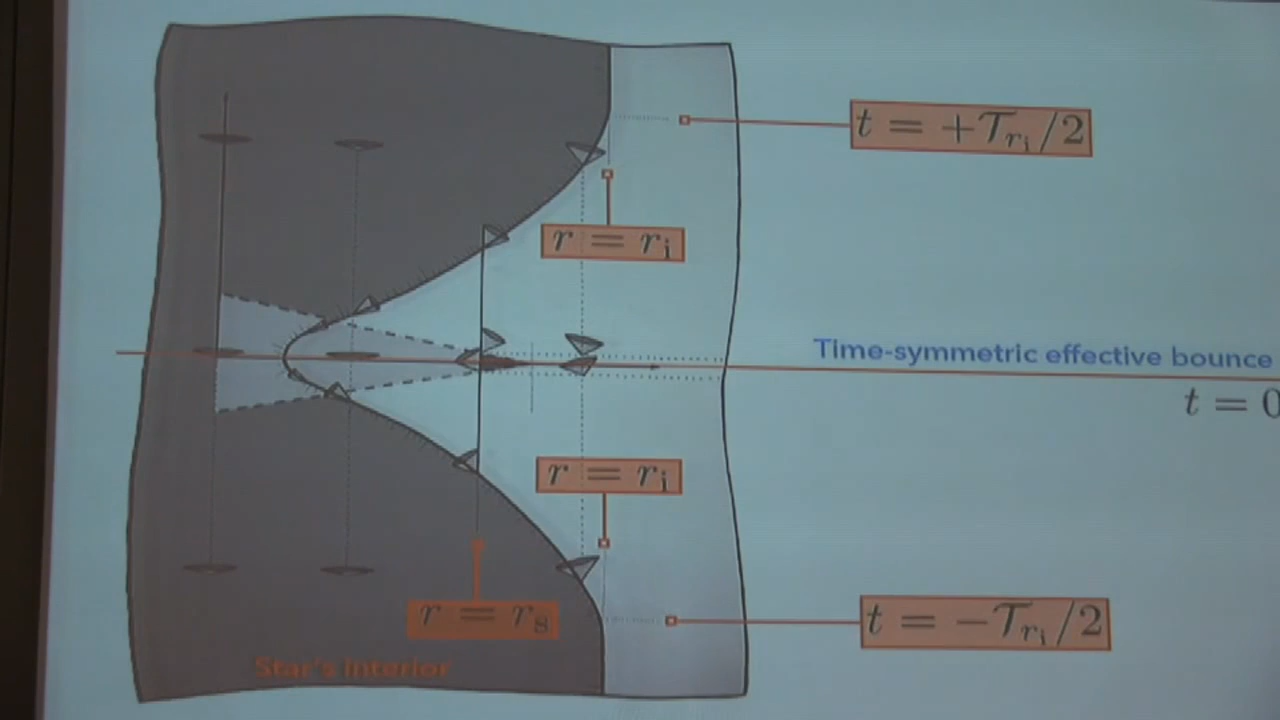 t = +𝒯_{r_i}/2
r = r_i
Time-symmetric effective bounce
t = 0
r = r_i
r = r_s
t = −𝒯_{r_i}/2
Star's interior